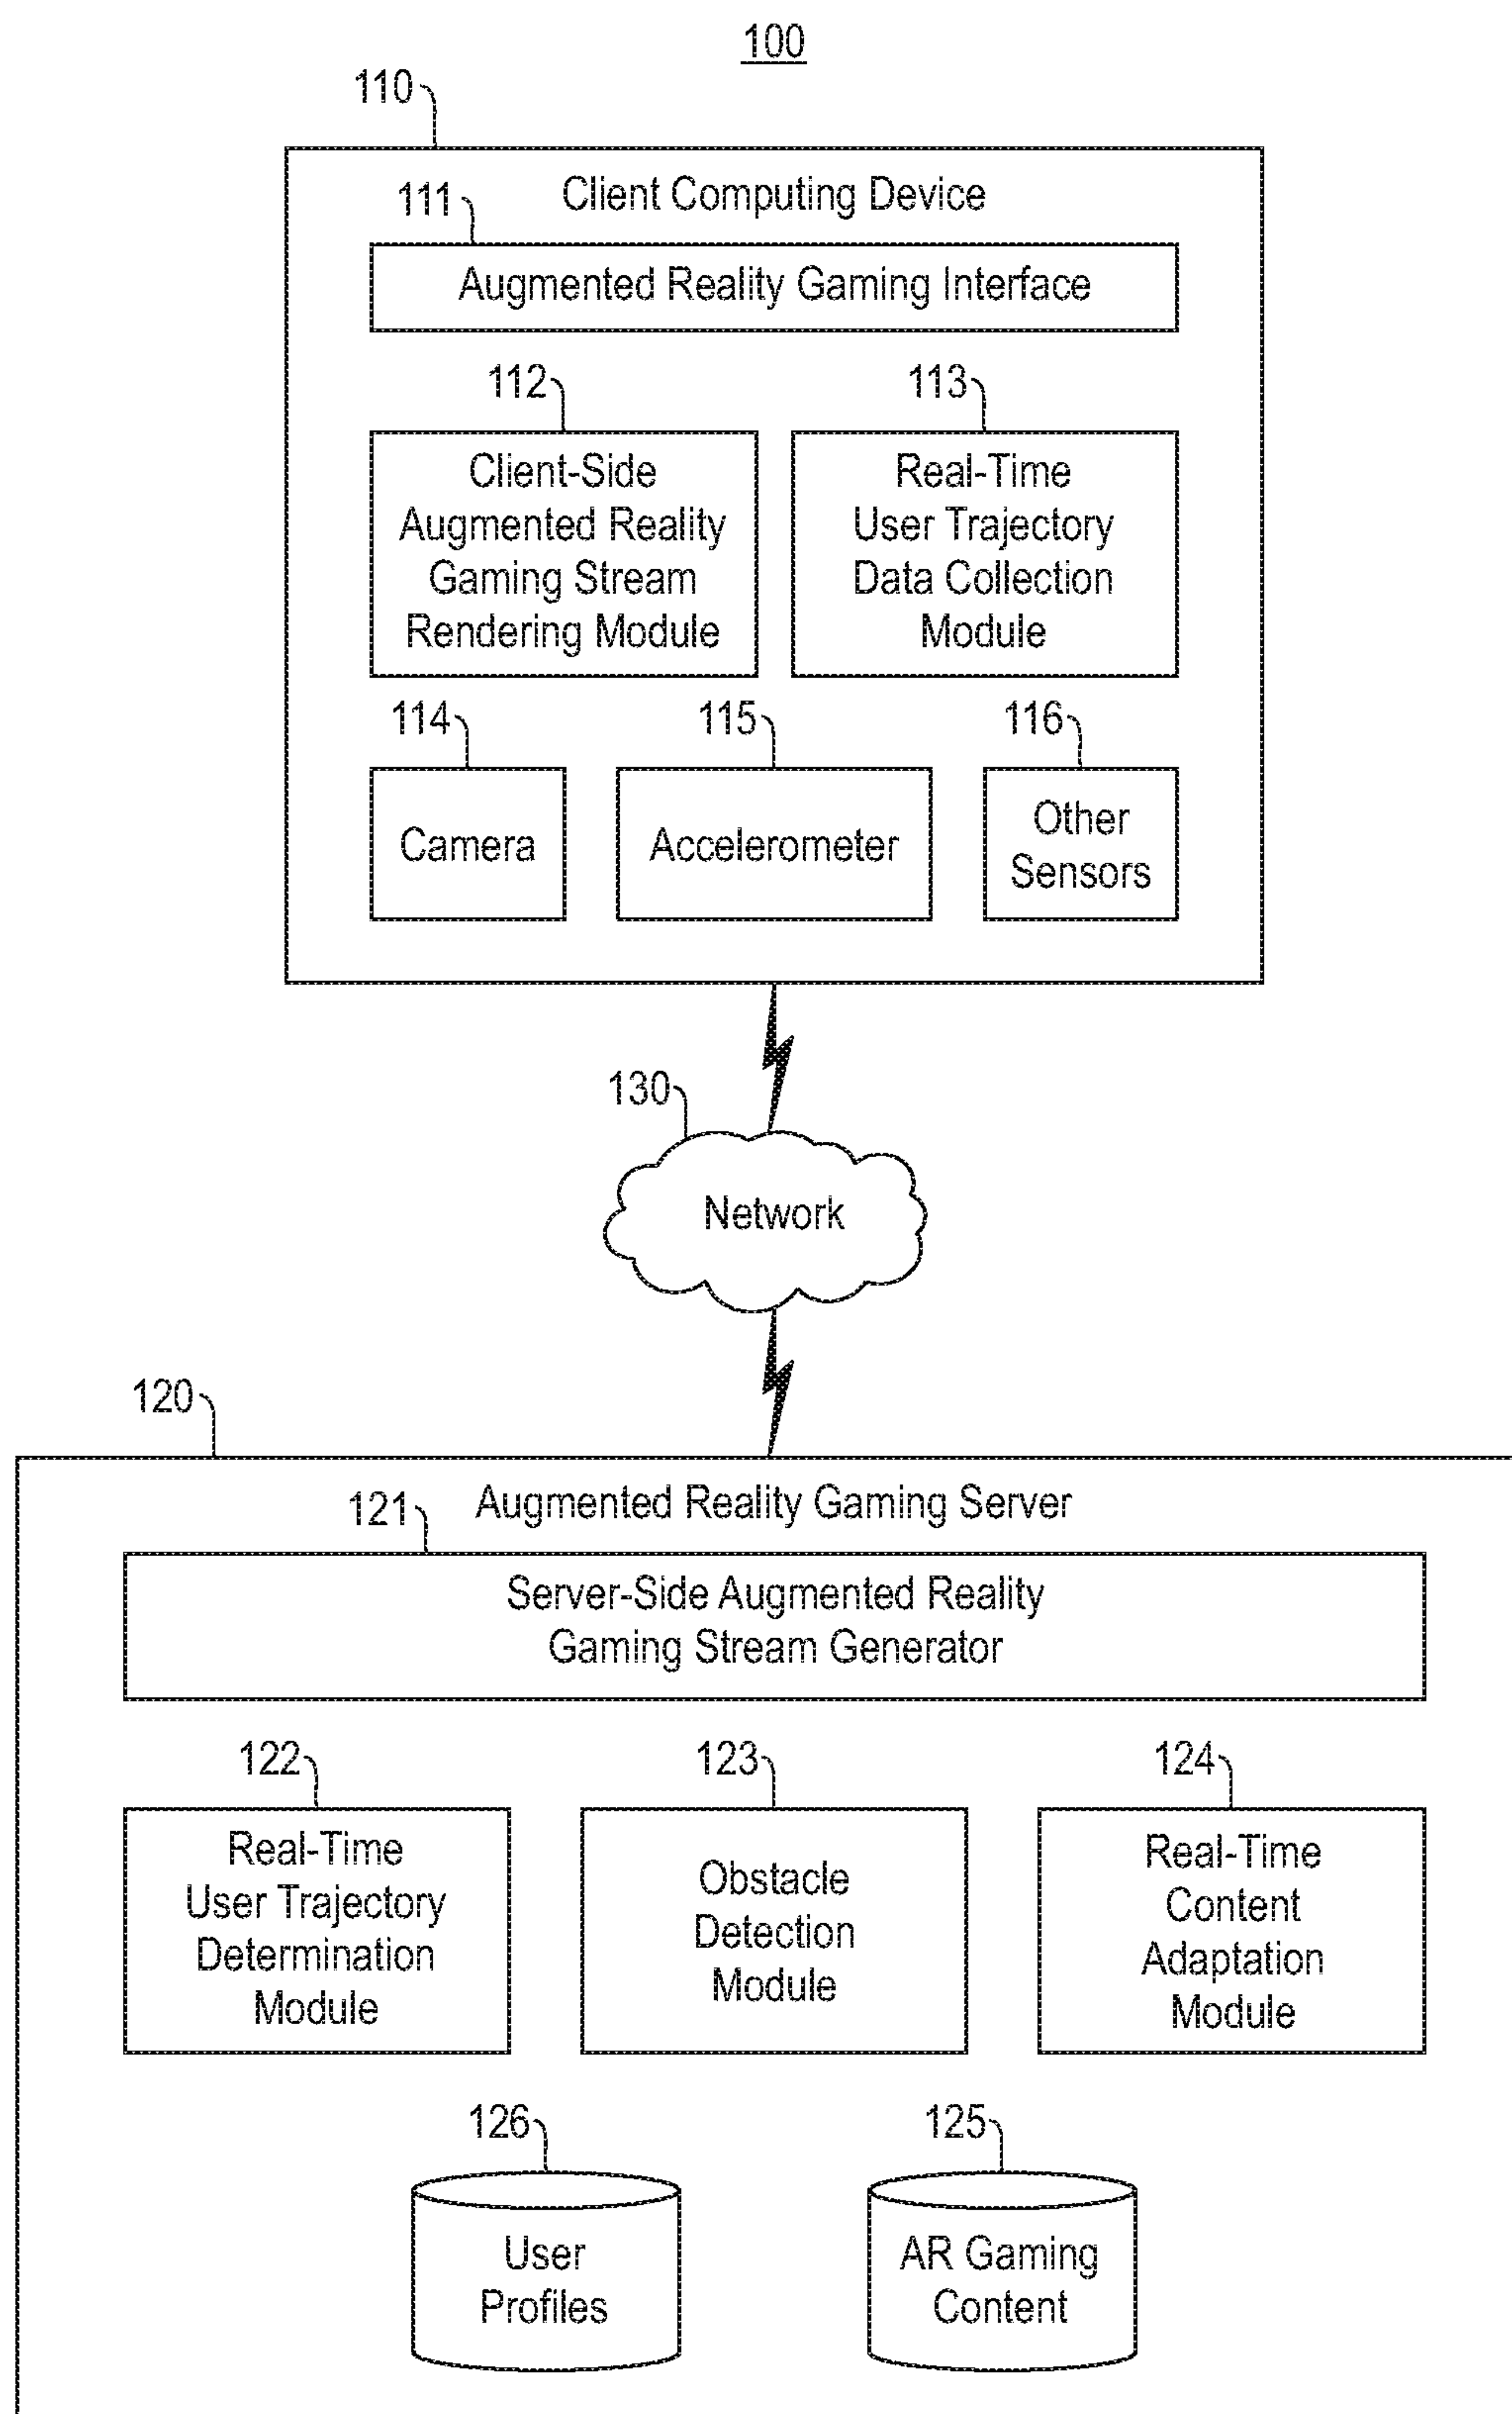 100
110
Client Computing Device
111
Augmented Reality Gaming Interface
112
113
Client-Side
Augmented Reality
Gaming Stream
Rendering Module
Real-Time
User Trajectory
Data Collection
Module
114
115
116
Camera
Accelerometer
Other
Sensors
130
Network
120
Augmented Reality Gaming Server
121
Server-Side Augmented Reality
Gaming Stream Generator
122
123
124
Real-Time
User Trajectory
Determination
Module
Obstacle
Detection
Module
Real-Time
Content
Adaptation
Module
126
125
User
Profiles
AR Gaming
Content